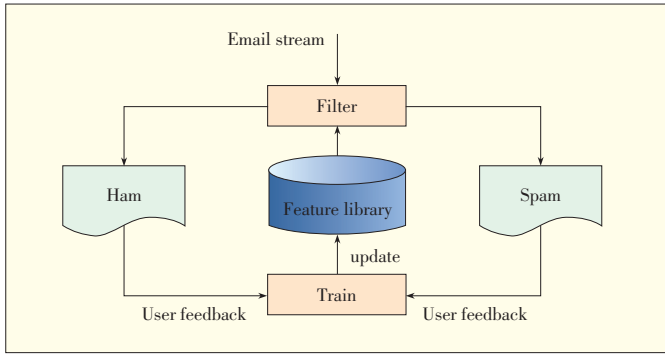 Email stream
Filter
Ham
Feature library
Spam
update
Train
User feedback
User feedback